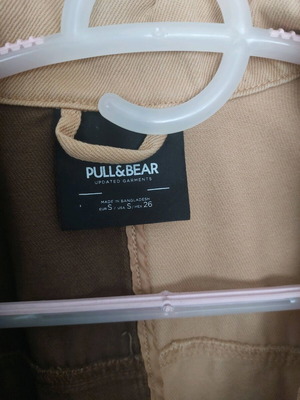 PULL&BEAR
UPDATED GARMENTS
MADE IN BANGLADESH
EUR S / USA S / MEX 26